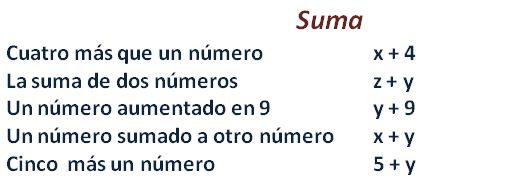 Suma
Cuatro más que un número x + 4
La suma de dos números z + y
Un número aumentado en 9 y + 9
Un número sumado a otro número x + y
Cinco más un número 5 + y